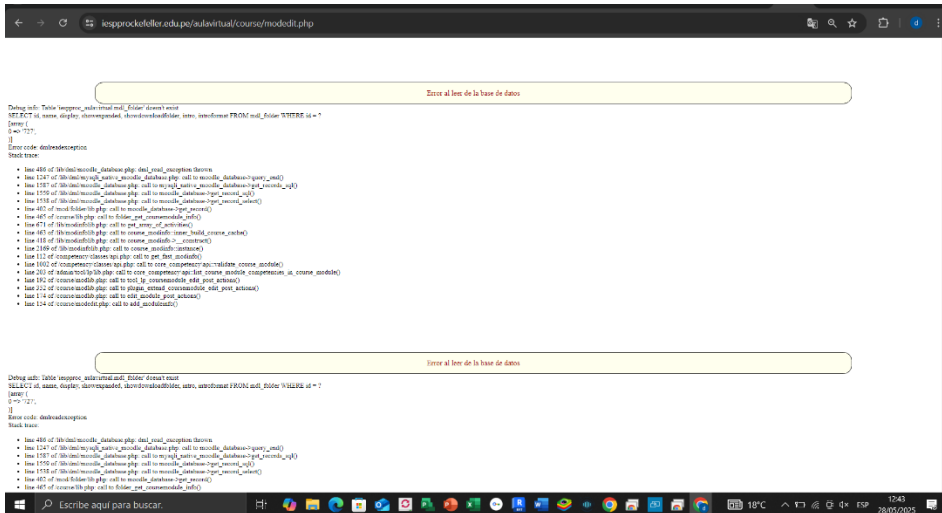 iespprockefeller.edu.pe/aulavirtual/course/modedit.php
d
Error al leer de la base de datos
Debug info: Table 'iespproc_aulavirtual.mdl_folder' doesn't exist
SELECT id, name, display, showexpanded, showdownloadfolder, intro, introformat FROM mdl_folder WHERE id = ?
[array (
0 => '727',
)]
Error code: dmlreadexception
Stack trace:
line 486 of /lib/dml/moodle_database.php: dml_read_exception thrown
line 1247 of /lib/dml/mysqli_native_moodle_database.php: call to moodle_database->query_end()
line 1587 of /lib/dml/moodle_database.php: call to mysqli_native_moodle_database->get_records_sql()
line 1559 of /lib/dml/moodle_database.php: call to moodle_database->get_record_sql()
line 1538 of /lib/dml/moodle_database.php: call to moodle_database->get_record_select()
line 402 of /mod/folder/lib.php: call to moodle_database->get_record()
line 465 of /course/lib.php: call to folder_get_coursemodule_info()
line 671 of /lib/modinfolib.php: call to get_array_of_activities()
line 463 of /lib/modinfolib.php: call to course_modinfo::inner_build_course_cache()
line 418 of /lib/modinfolib.php: call to course_modinfo->__construct()
line 2169 of /lib/modinfolib.php: call to course_modinfo::instance()
line 112 of /competency/classes/api.php: call to get_fast_modinfo()
line 1002 of /competency/classes/api.php: call to core_competency\api::validate_course_module()
line 203 of /admin/tool/lp/lib.php: call to core_competency\api::list_course_module_competencies_in_course_module()
line 192 of /course/modlib.php: call to tool_lp_coursemodule_edit_post_actions()
line 352 of /course/modlib.php: call to plugin_extend_coursemodule_edit_post_actions()
line 174 of /course/modlib.php: call to edit_module_post_actions()
line 154 of /course/modedit.php: call to add_moduleinfo()
Error al leer de la base de datos
Debug info: Table 'iespproc_aulavirtual.mdl_folder' doesn't exist
SELECT id, name, display, showexpanded, showdownloadfolder, intro, introformat FROM mdl_folder WHERE id = ?
[array (
0 => '727',
)]
Error code: dmlreadexception
Stack trace:
line 486 of /lib/dml/moodle_database.php: dml_read_exception thrown
line 1247 of /lib/dml/mysqli_native_moodle_database.php: call to moodle_database->query_end()
line 1587 of /lib/dml/moodle_database.php: call to mysqli_native_moodle_database->get_records_sql()
line 1559 of /lib/dml/moodle_database.php: call to moodle_database->get_record_sql()
line 1538 of /lib/dml/moodle_database.php: call to moodle_database->get_record_select()
line 402 of /mod/folder/lib.php: call to moodle_database->get_record()
line 465 of /course/lib.php: call to folder_get_coursemodule_info()
Escribe aquí para buscar.
18°C
ESP
12:43
28/05/2025